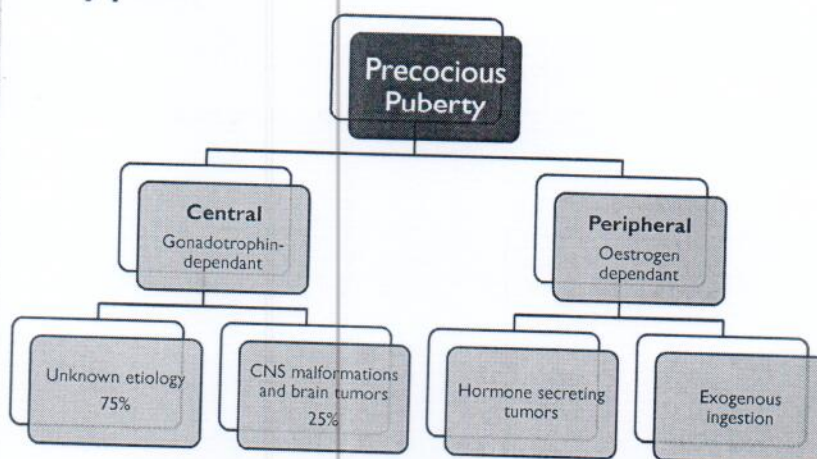 Precocious
Puberty
Central
Gonadotrophin-
dependant
Peripheral
Oestrogen
dependant
Unknown etiology
75%
CNS malformations
and brain tumors
25%
Hormone secreting
tumors
Exogenous
ingestion